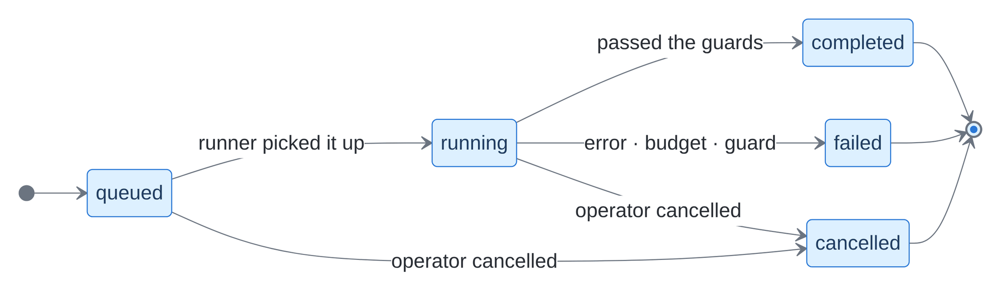 passed the guards
completed
runner picked it up
running
error · budget · guard
failed
queued
operator cancelled
cancelled
operator cancelled